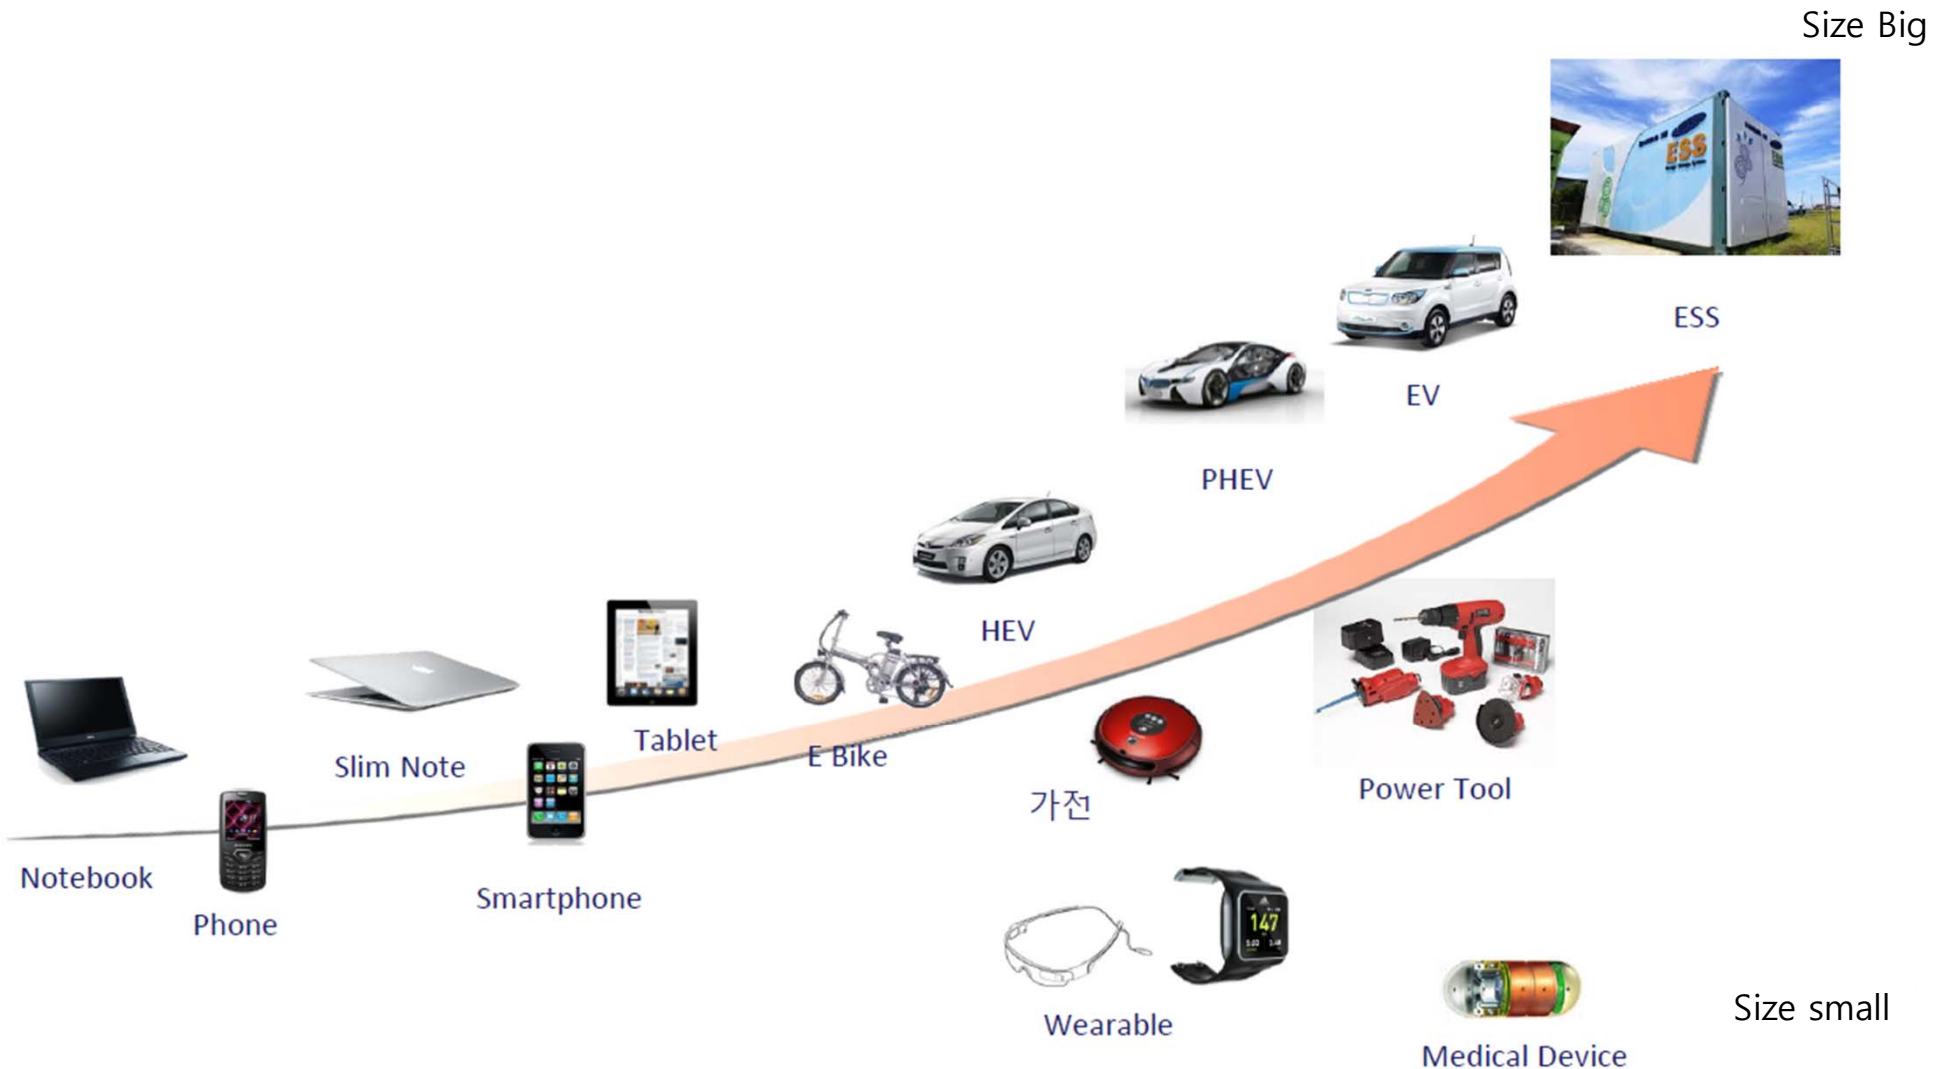 Size Big
ESS
ESS
EV
PHEV
HEV
Tablet
E Bike
Slim Note
가전
Power Tool
Notebook
Smartphone
Phone
147
Wearable
Size small
Medical Device